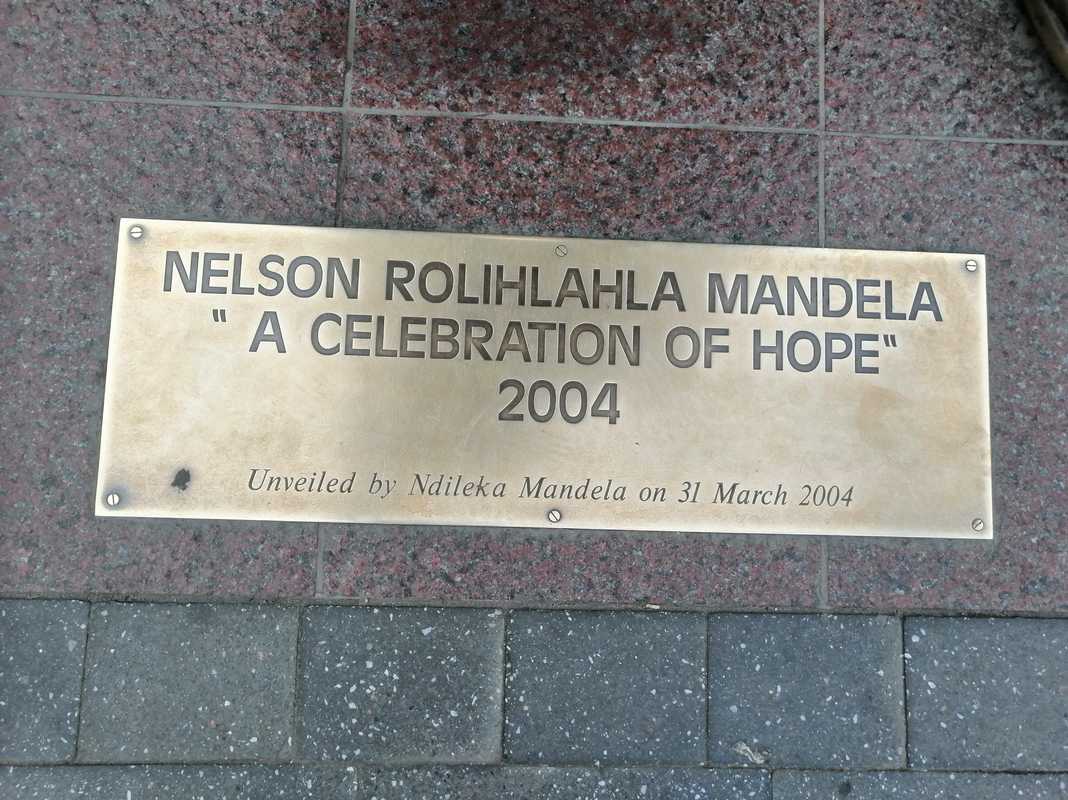 NELSON ROLIHLAHLA MANDELA
" A CELEBRATION OF HOPE"
2004
Unveiled by Ndileka Mandela on 31 March 2004